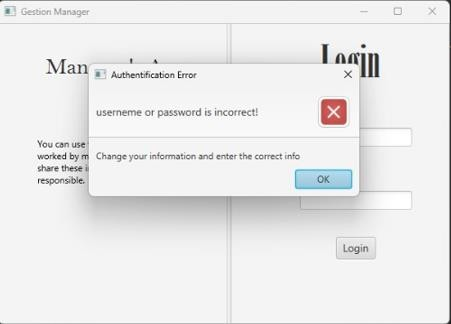 Gestion Manager
Login
Authentification Error
userneme or password is incorrect!
You can use
worked by
share these
responsible.
Change your information and enter the correct info
OK
Login